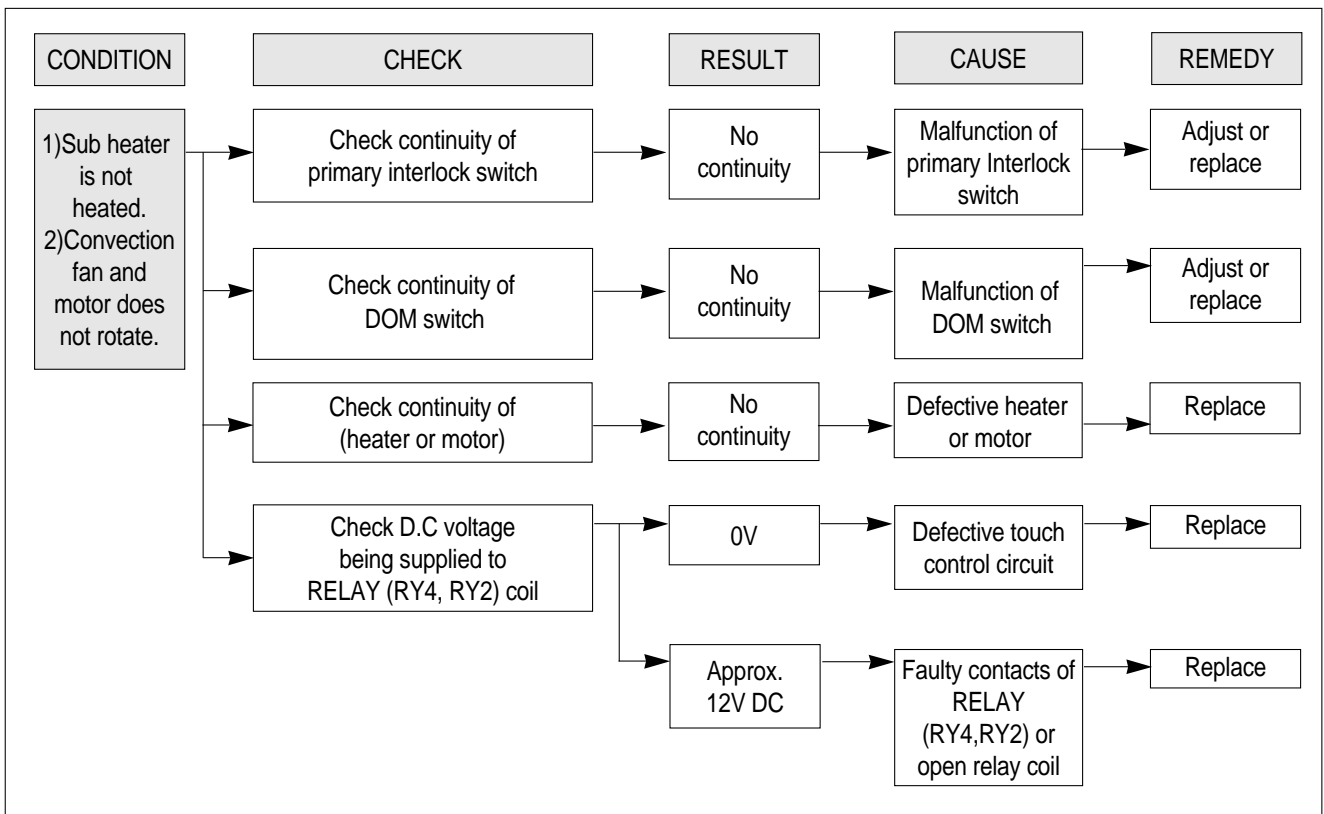 CONDITION
CHECK
RESULT
CAUSE
REMEDY
1)Sub heater
is not
heated.
2)Convection
fan and
motor does
not rotate.
Check continuity of
primary interlock switch
No
continuity
Malfunction of
primary Interlock
switch
Adjust or
replace
Check continuity of
DOM switch
No
continuity
Malfunction of
DOM switch
Adjust or
replace
Check continuity of
(heater or motor)
No
continuity
Defective heater
or motor
Replace
Check D.C voltage
being supplied to
RELAY (RY4, RY2) coil
0V
Defective touch
control circuit
Replace
Approx.
12V DC
Faulty contacts of
RELAY
(RY4,RY2) or
open relay coil
Replace